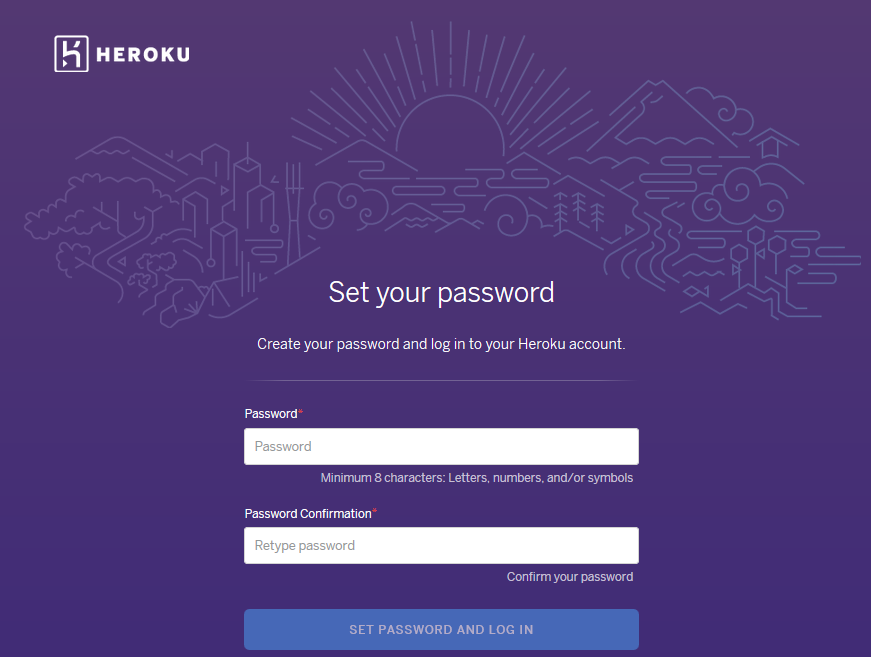 HEROKU
Set your password
Create your password and log in to your Heroku account.
Password*
Password
Minimum 8 characters: Letters, numbers, and/or symbols
Password Confirmation*
Retype password
Confirm your password
SET PASSWORD AND LOG IN